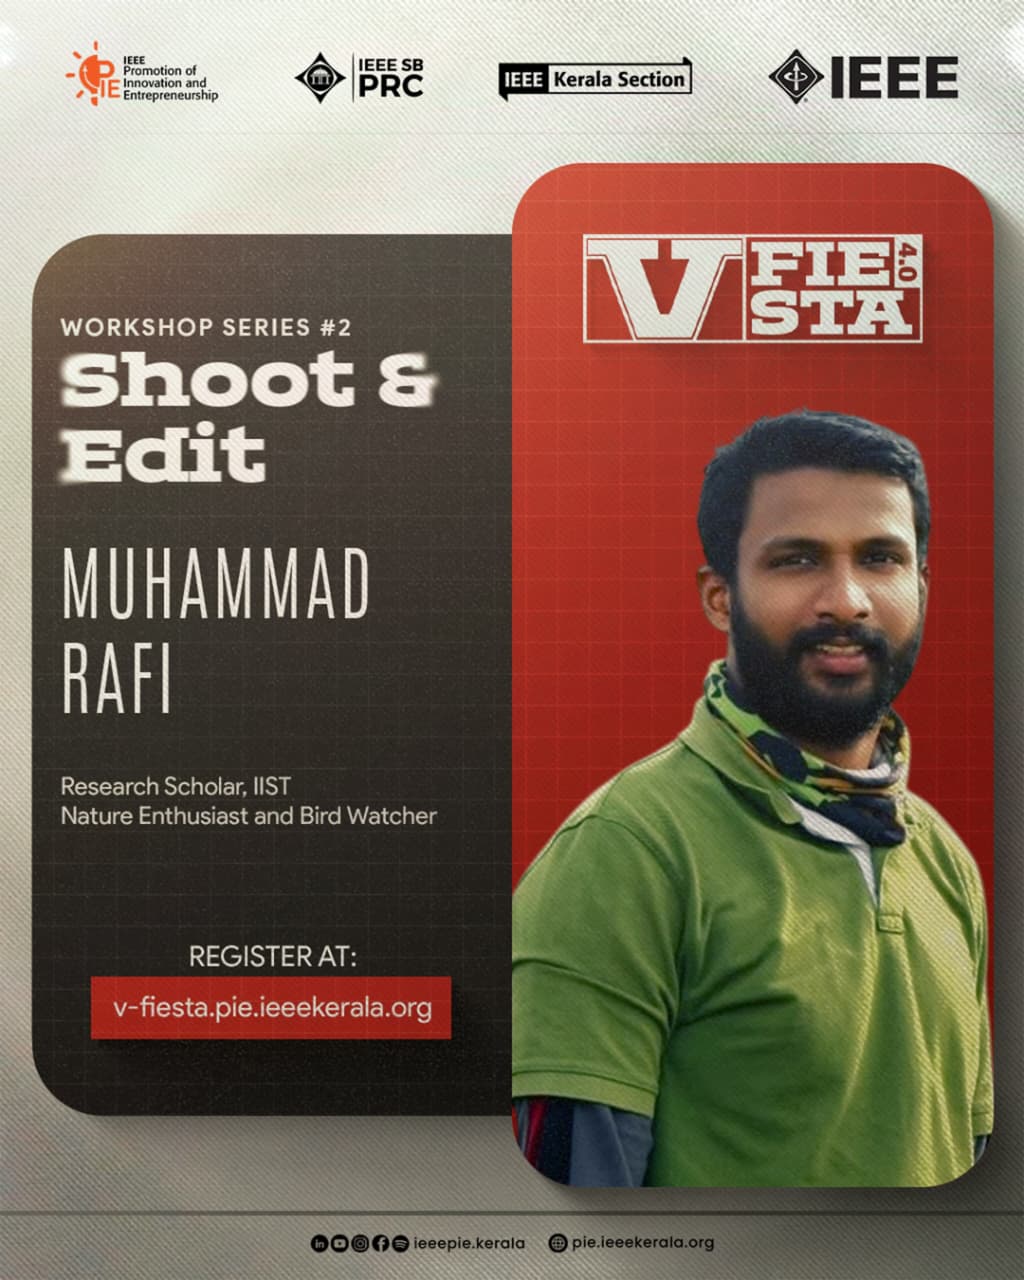 IEEE
Promotion of
Innovation and
Entrepreneurship
PIE
IEEE SB
PRC
IEEE Kerala Section
IEEE
V FIESTA 4.0
WORKSHOP SERIES #2
Shoot &
Edit
MUHAMMAD
RAFI
Research Scholar, IIST
Nature Enthusiast and Bird Watcher
REGISTER AT:
v-fiesta.pie.ieeekerala.org
ieeepie.kerala
pie.ieeekerala.org